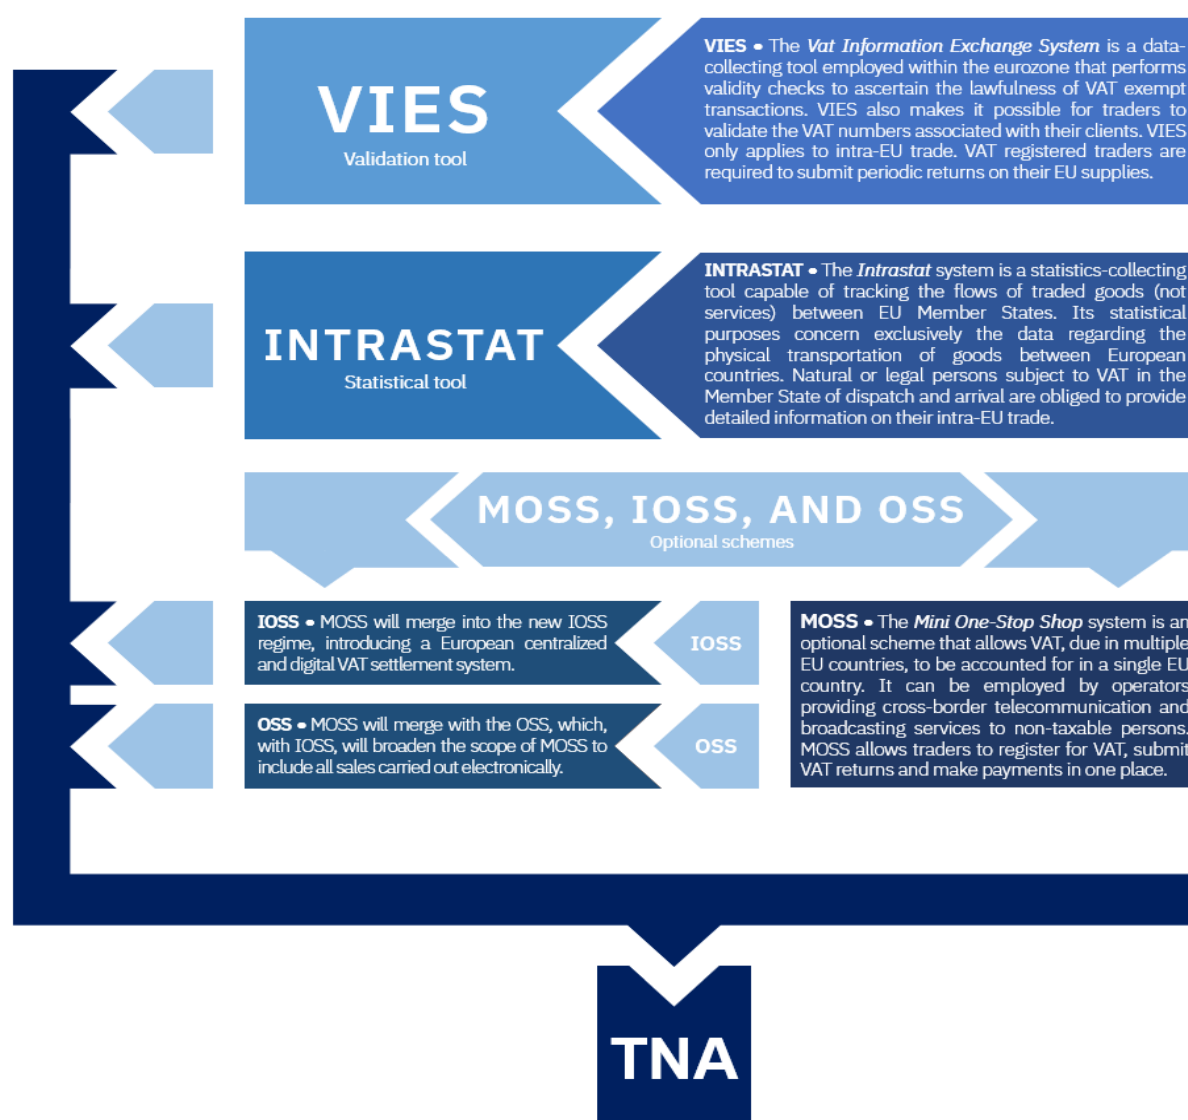 VIES
Validation tool
VIES • The Vat Information Exchange System is a data-
collecting tool employed within the eurozone that performs
validity checks to ascertain the lawfulness of VAT exempt
transactions. VIES also makes it possible for traders to
validate the VAT numbers associated with their clients. VIES
only applies to intra-EU trade. VAT registered traders are
required to submit periodic returns on their EU supplies.
INTRASTAT
Statistical tool
INTRASTAT • The Intrastat system is a statistics-collecting
tool capable of tracking the flows of traded goods (not
services) between EU Member States. Its statistical
purposes concern exclusively the data regarding the
physical transportation of goods between European
countries. Natural or legal persons subject to VAT in the
Member State of dispatch and arrival are obliged to provide
detailed information on their intra-EU trade.
MOSS, IOSS, AND OSS
Optional schemes
IOSS • MOSS will merge into the new IOSS
regime, introducing a European centralized
and digital VAT settlement system.
IOSS
OSS • MOSS will merge with the OSS, which,
with IOSS, will broaden the scope of MOSS to
include all sales carried out electronically.
OSS
MOSS • The Mini One-Stop Shop system is an
optional scheme that allows VAT, due in multiple
EU countries, to be accounted for in a single EU
country. It can be employed by operators
providing cross-border telecommunication and
broadcasting services to non-taxable persons.
MOSS allows traders to register for VAT, submit
VAT returns and make payments in one place.
TNA